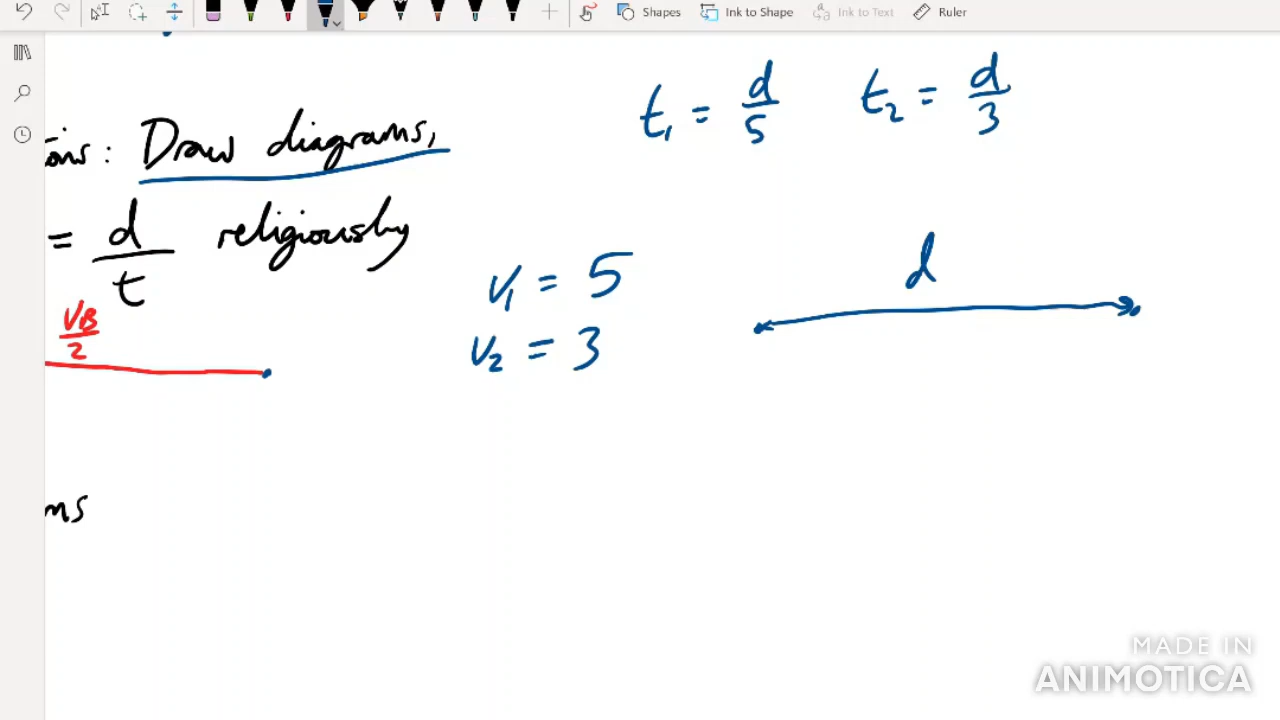 Shapes Ink to Shape Ink to Text Ruler
t₁ = d/5 t₂ = d/3
: Draw diagrams,
= d/t religiously
d
v₁ = 5
VB/2
v₂ = 3
MADE IN
ANIMOTICA